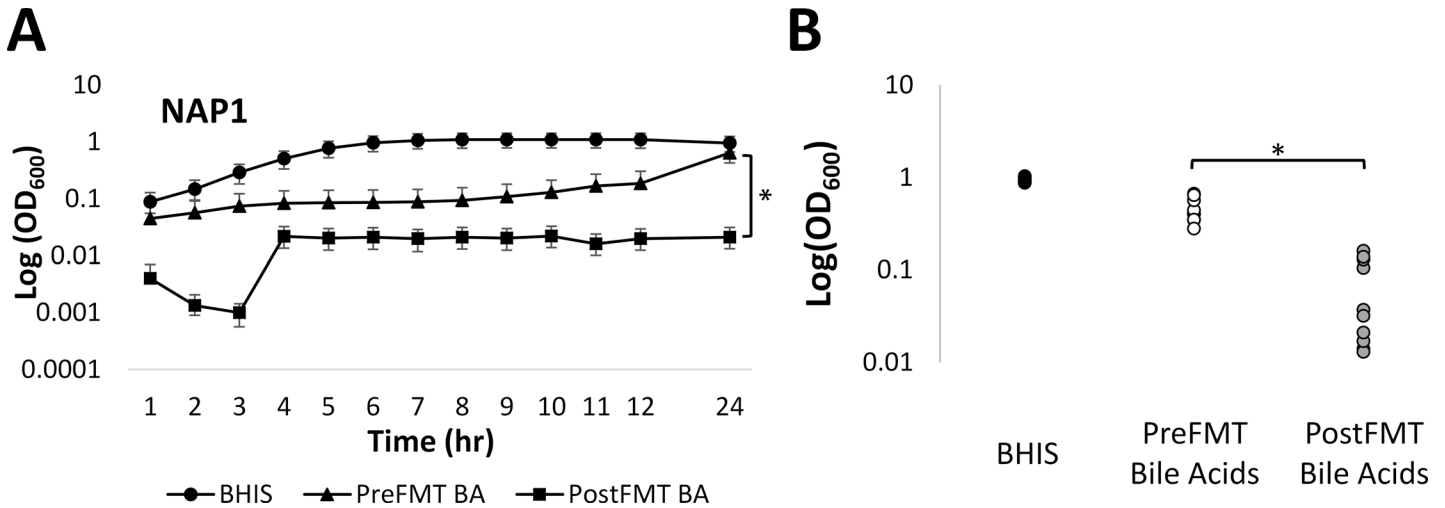 A
NAP1
Log (OD600)
10
1
0.1
0.01
0.001
0.0001
*
1 2 3 4 5 6 7 8 9 10 11 12 24
Time (hr)
BHIS PreFMT BA PostFMT BA
B
Log(OD600)
10
1
0.1
0.01
*
BHIS
PreFMT
Bile Acids
PostFMT
Bile Acids